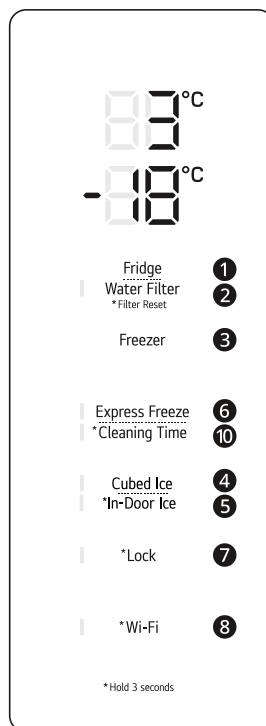 3°C
-18°C
Fridge 1
Water Filter 2
*Filter Reset
Freezer 3
Express Freeze 6
*Cleaning Time 10
Cubed Ice 4
*In-Door Ice 5
*Lock 7
*Wi-Fi 8
*Hold 3 seconds